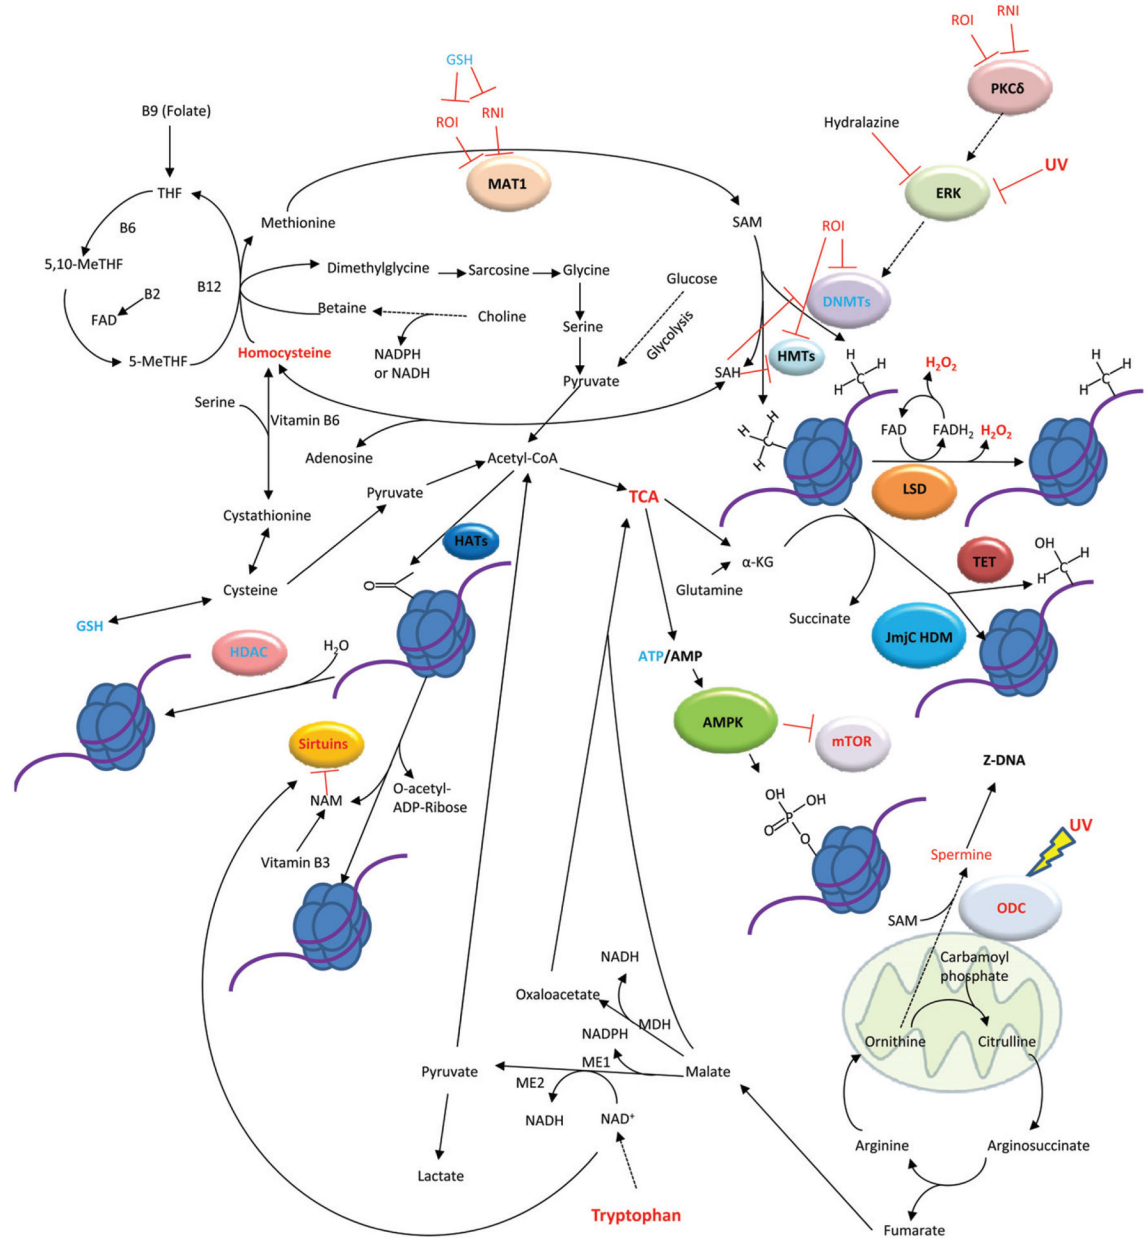 ROI
RNI
PKCδ
GSH
ROI
RNI
MAT1
B9 (Folate)
Hydralazine
UV
ERK
THF
Methionine
SAM
ROI
B6
5,10-MeTHF
B2
FAD
B12
5-MeTHF
Dimethylglycine
Sarcosine
Glycine
Glucose
DNMTs
Betaine
Choline
Serine
Glycolysis
NADPH
or NADH
Homocysteine
Pyruvate
SAH
HMTs
H
H
C
H
H₂O₂
H
H
C
H
Serine
Vitamin B6
Adenosine
Acetyl-CoA
H
H
C
H
FAD
FADH₂
H₂O₂
LSD
Pyruvate
TCA
Cystathionine
HATs
O
α-KG
Glutamine
TET
OH
H
C
H
Cysteine
GSH
Succinate
JmjC HDM
HDAC
H₂O
ATP/AMP
AMPK
mTOR
Sirtuins
NAM
O-acetyl-
ADP-Ribose
Vitamin B3
OH
OH
P
O
O
Z-DNA
UV
Spermine
ODC
SAM
Carbamoyl
phosphate
Ornithine
Citrulline
NADH
Oxaloacetate
MDH
NADPH
Pyruvate
ME1
ME2
Malate
NADH
NAD⁺
Arginine
Arginosuccinate
Lactate
Tryptophan
Fumarate